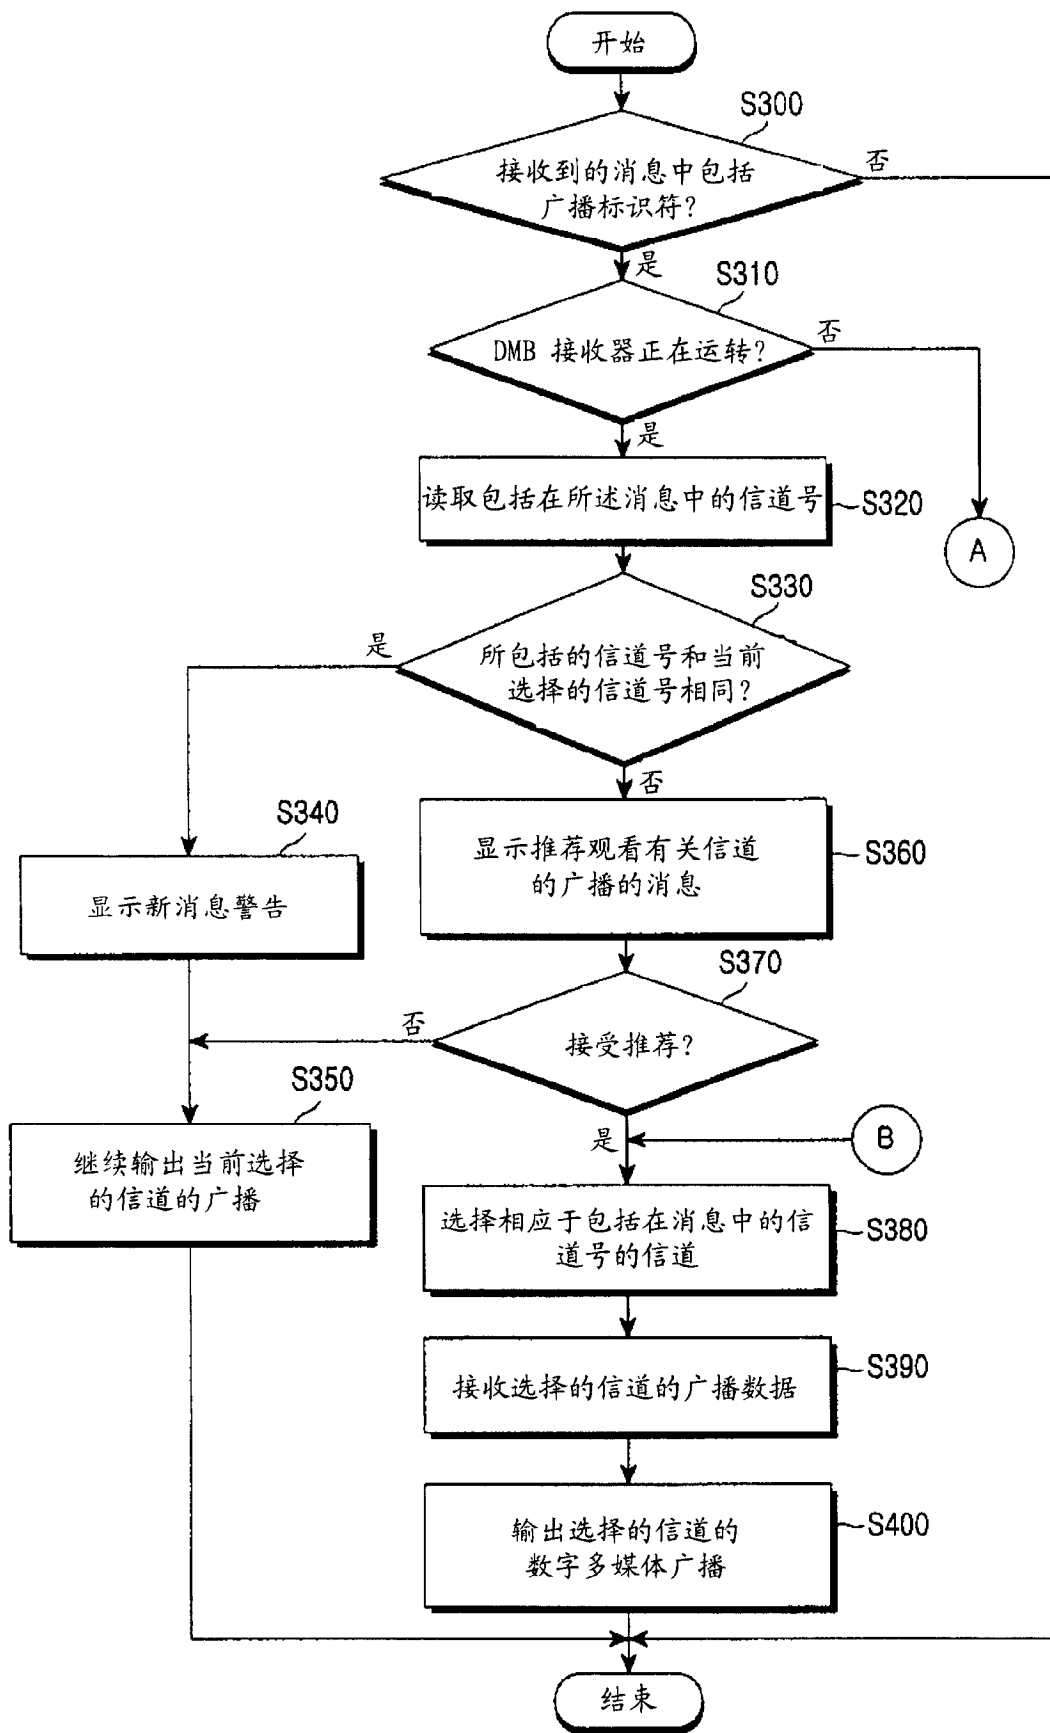 开始
S300
接收到的消息中包括
广播标识符?
否
是
S310
DMB 接收器正在运转?
否
是
读取包括在所述消息中的信道号
S320
A
S330
所包括的信道号和当前
选择的信道号相同?
是
否
S340
显示新消息警告
显示推荐观看有关信道
的广播的消息
S360
S370
接受推荐?
否
是
B
S350
继续输出当前选择
的信道的广播
选择相应于包括在消息中的信
道号的信道
S380
接收选择的信道的广播数据
S390
输出选择的信道的
数字多媒体广播
S400
结束